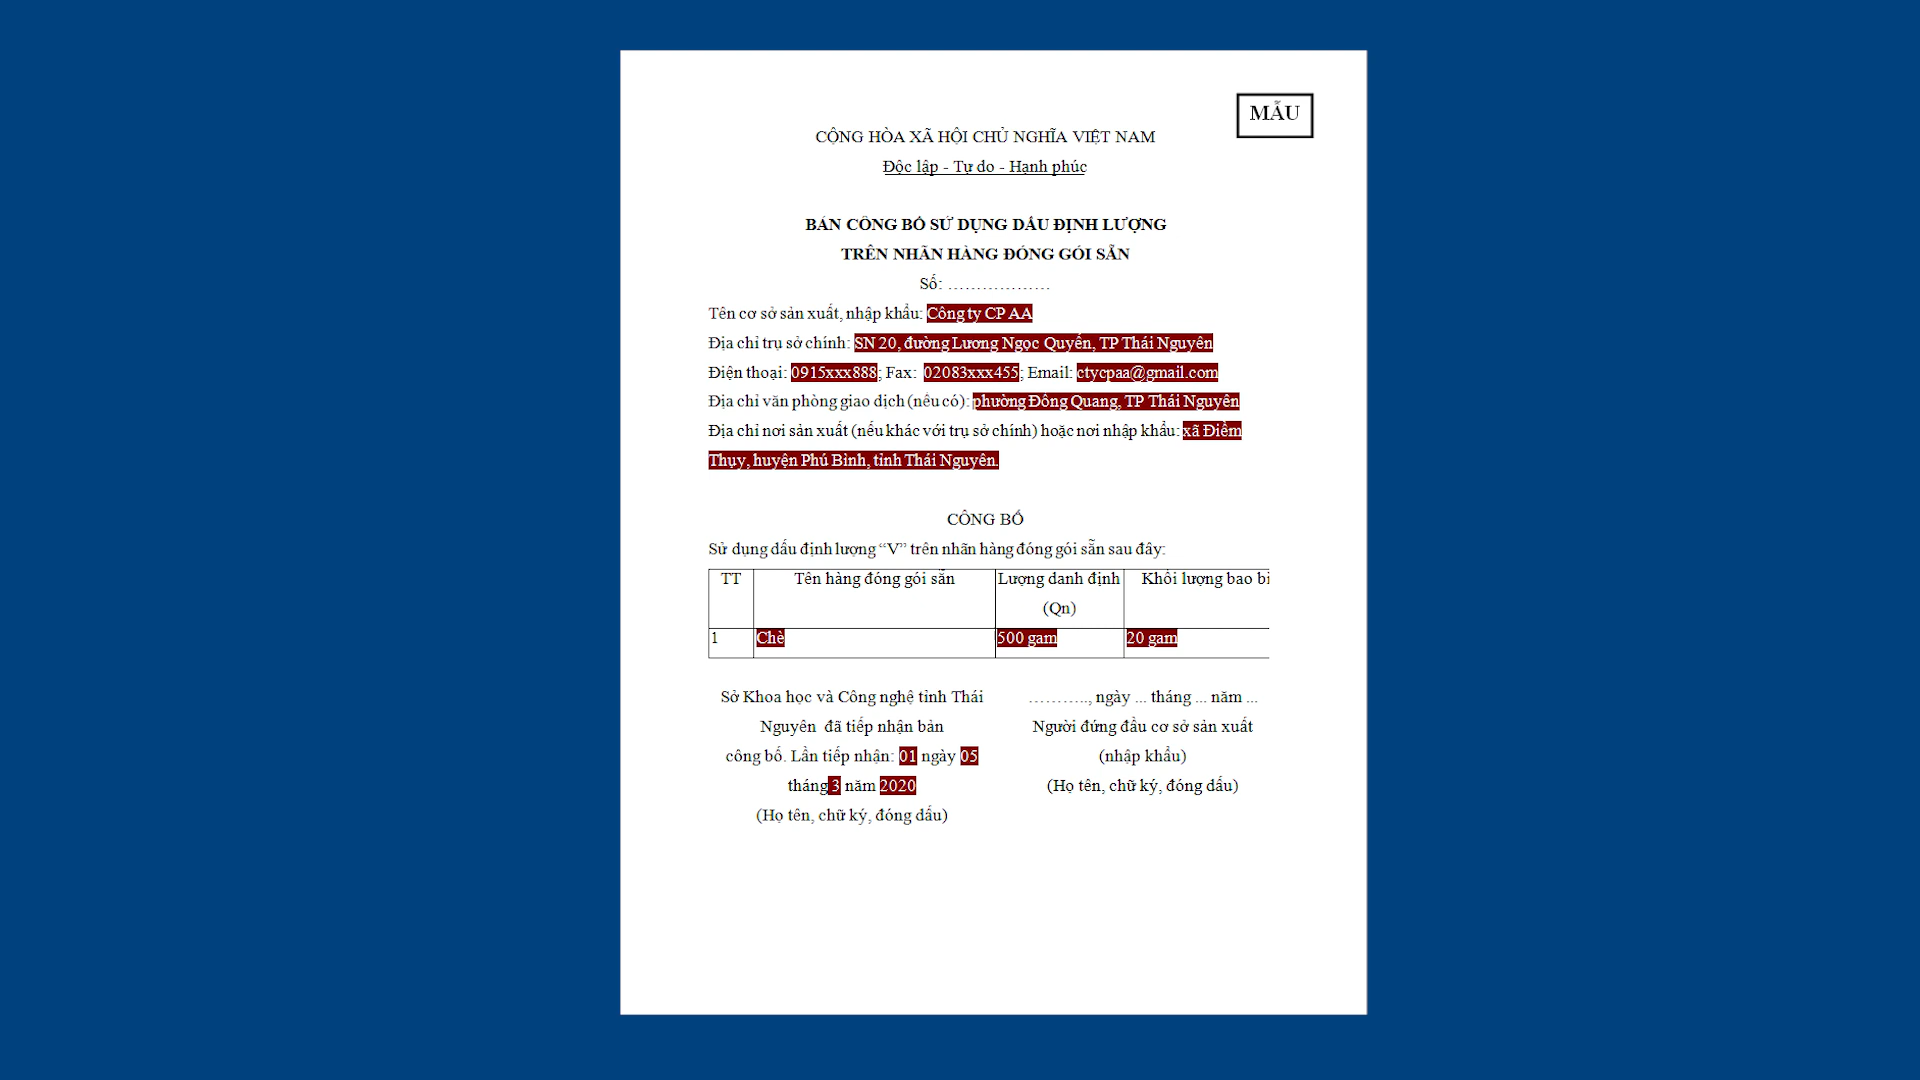 MẪU
CỘNG HÒA XÃ HỘI CHỦ NGHĨA VIỆT NAM
Độc lập - Tự do - Hạnh phúc
BẢN CÔNG BỐ SỬ DỤNG DẤU ĐỊNH LƯỢNG
TRÊN NHÃN HÀNG ĐÓNG GÓI SẴN
Số: ………………
Tên cơ sở sản xuất, nhập khẩu: Công ty CP AA
Địa chỉ trụ sở chính: SN 20, đường Lương Ngọc Quyến, TP Thái Nguyên
Điện thoại: 0915xxx888; Fax: 02083xxx455; Email: ctycpaa@gmail.com
Địa chỉ văn phòng giao dịch (nếu có): phường Đồng Quang, TP Thái Nguyên
Địa chỉ nơi sản xuất (nếu khác với trụ sở chính) hoặc nơi nhập khẩu: xã Điềm
Thụy, huyện Phú Bình, tỉnh Thái Nguyên.
CÔNG BỐ
Sử dụng dấu định lượng “V” trên nhãn hàng đóng gói sẵn sau đây:
TT Tên hàng đóng gói sẵn Lượng danh định Khối lượng bao bì
(Qn)
1 Chè 500 gam 20 gam
Sở Khoa học và Công nghệ tỉnh Thái
Nguyên đã tiếp nhận bản
công bố. Lần tiếp nhận: 01 ngày 05
tháng 3 năm 2020
(Họ tên, chữ ký, đóng dấu)
……….., ngày ... tháng ... năm ...
Người đứng đầu cơ sở sản xuất
(nhập khẩu)
(Họ tên, chữ ký, đóng dấu)